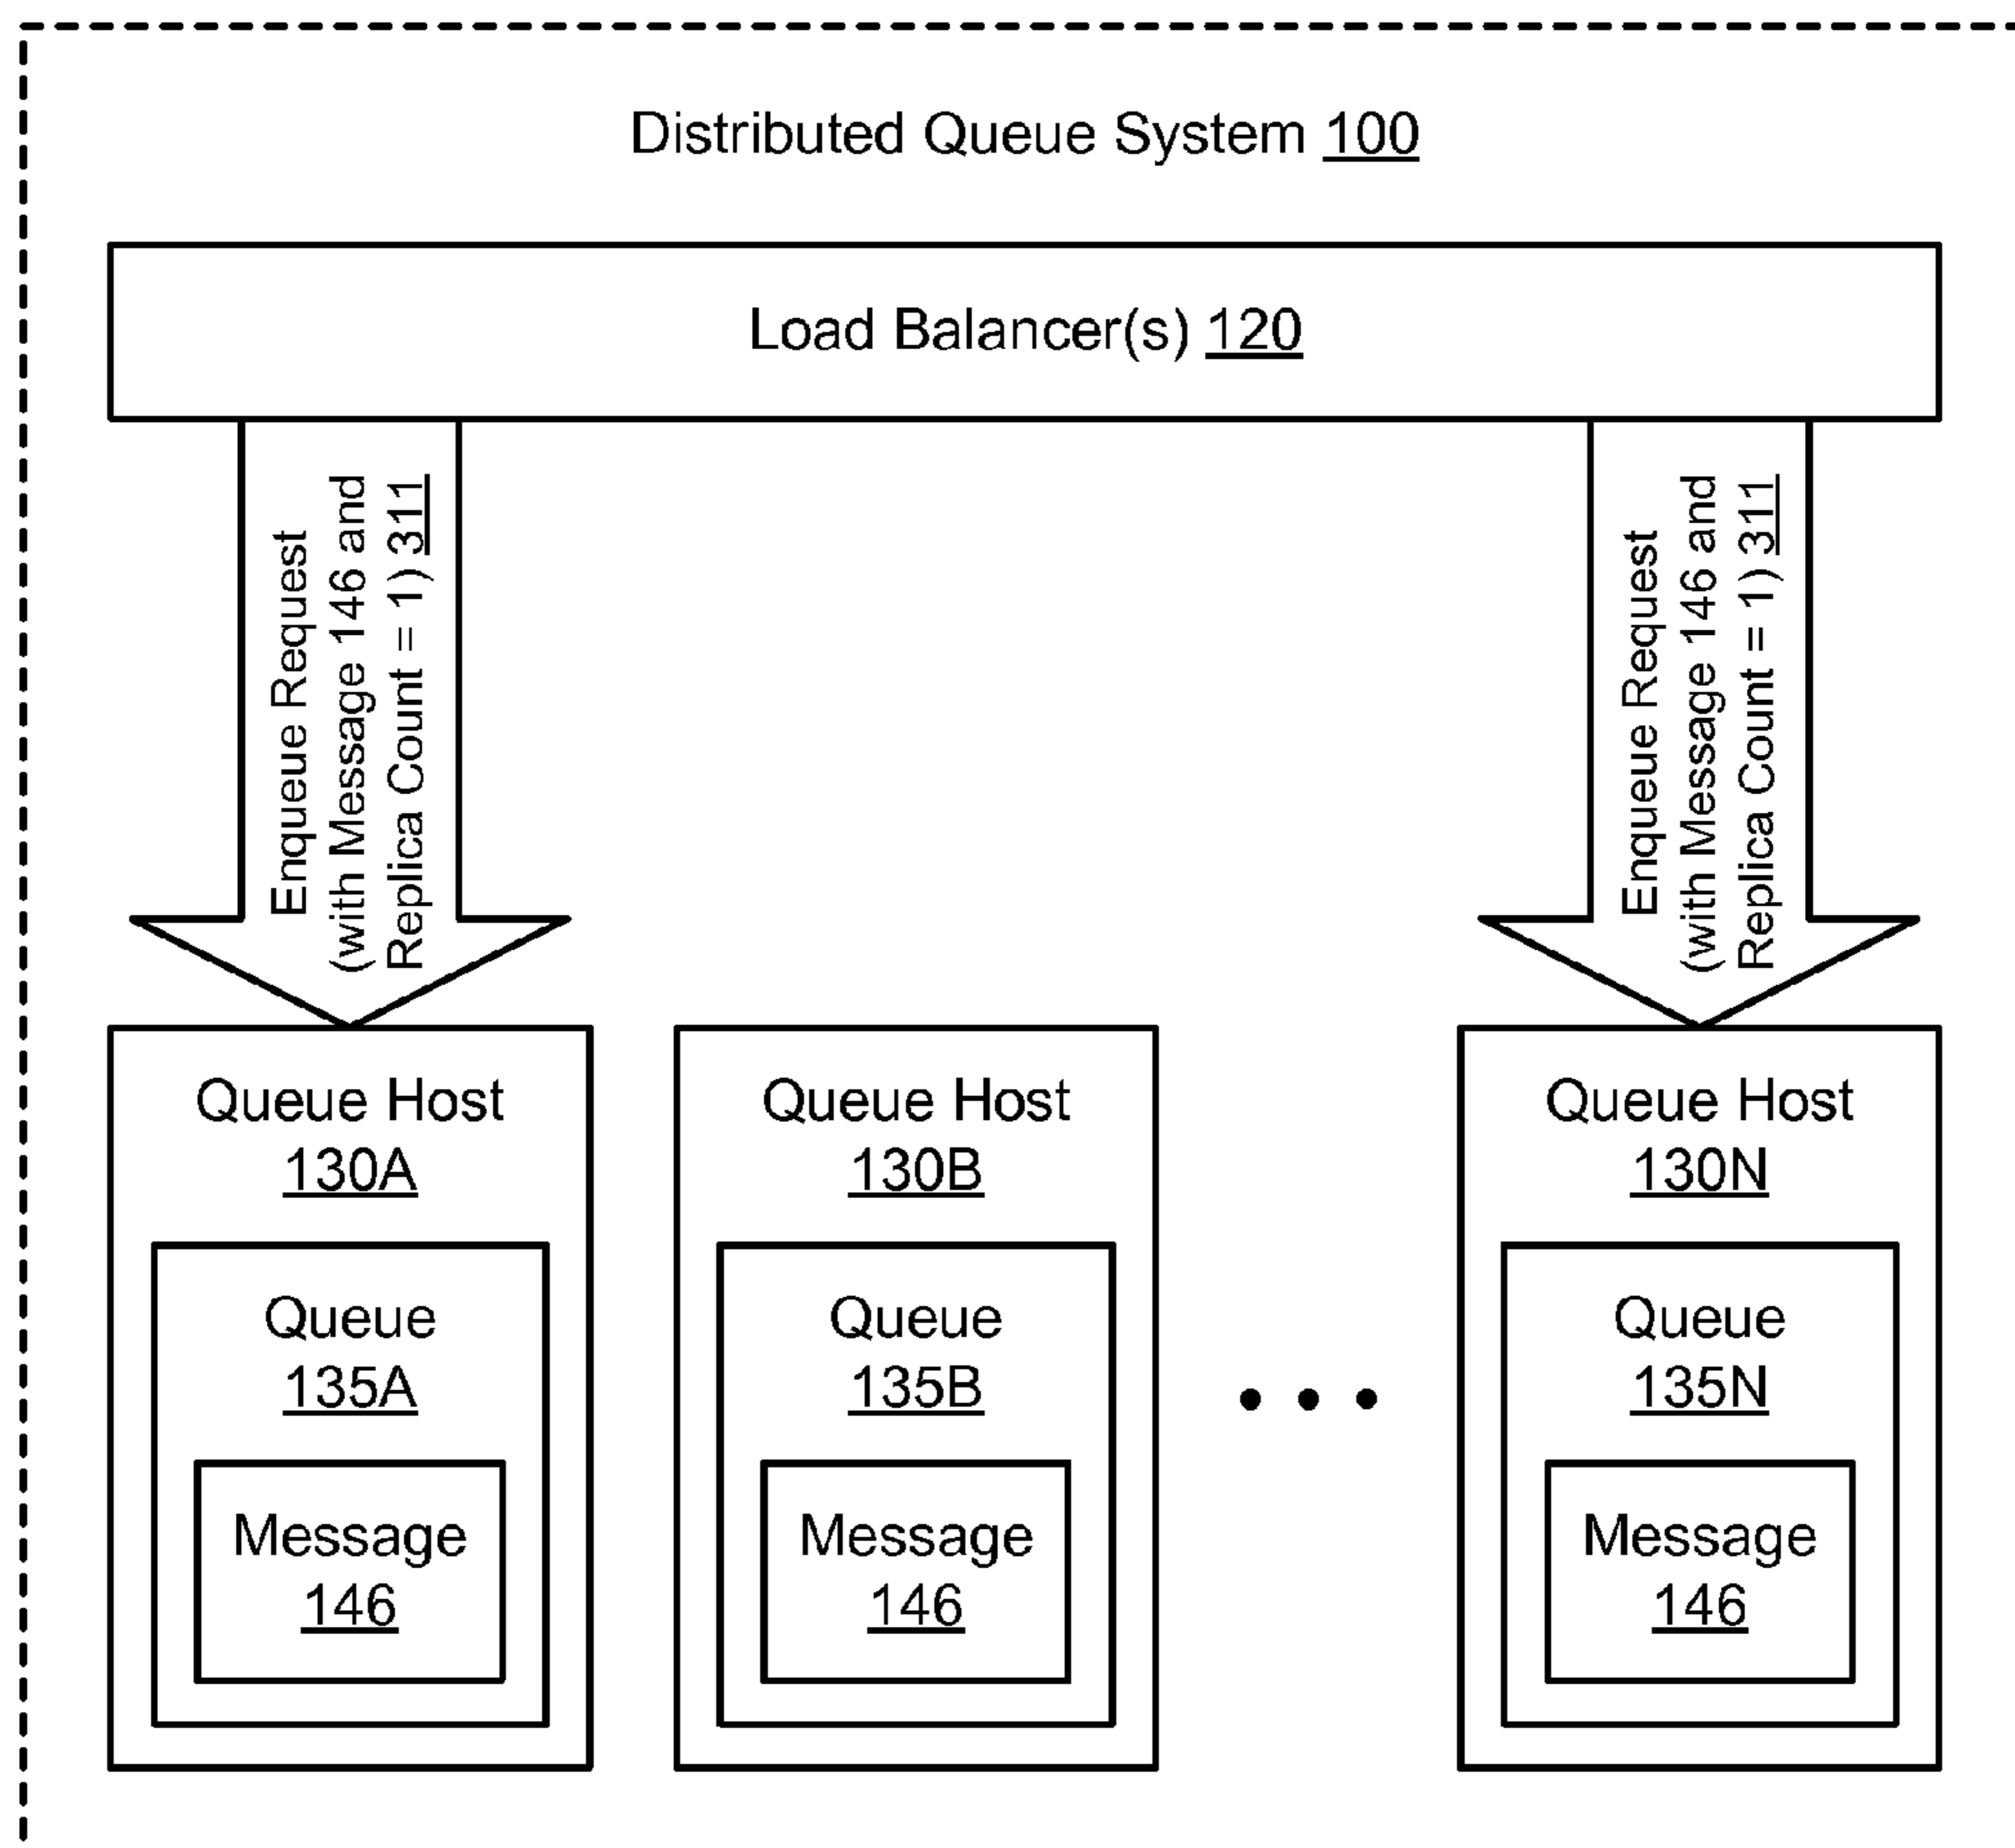 Distributed Queue System 100
Load Balancer(s) 120
Enqueue Request
(with Message 146 and
Replica Count = 1) 311
Enqueue Request
(with Message 146 and
Replica Count = 1) 311
Queue Host
130A
Queue
135A
Message
146
Queue Host
130B
Queue
135B
Message
146
Queue Host
130N
Queue
135N
Message
146